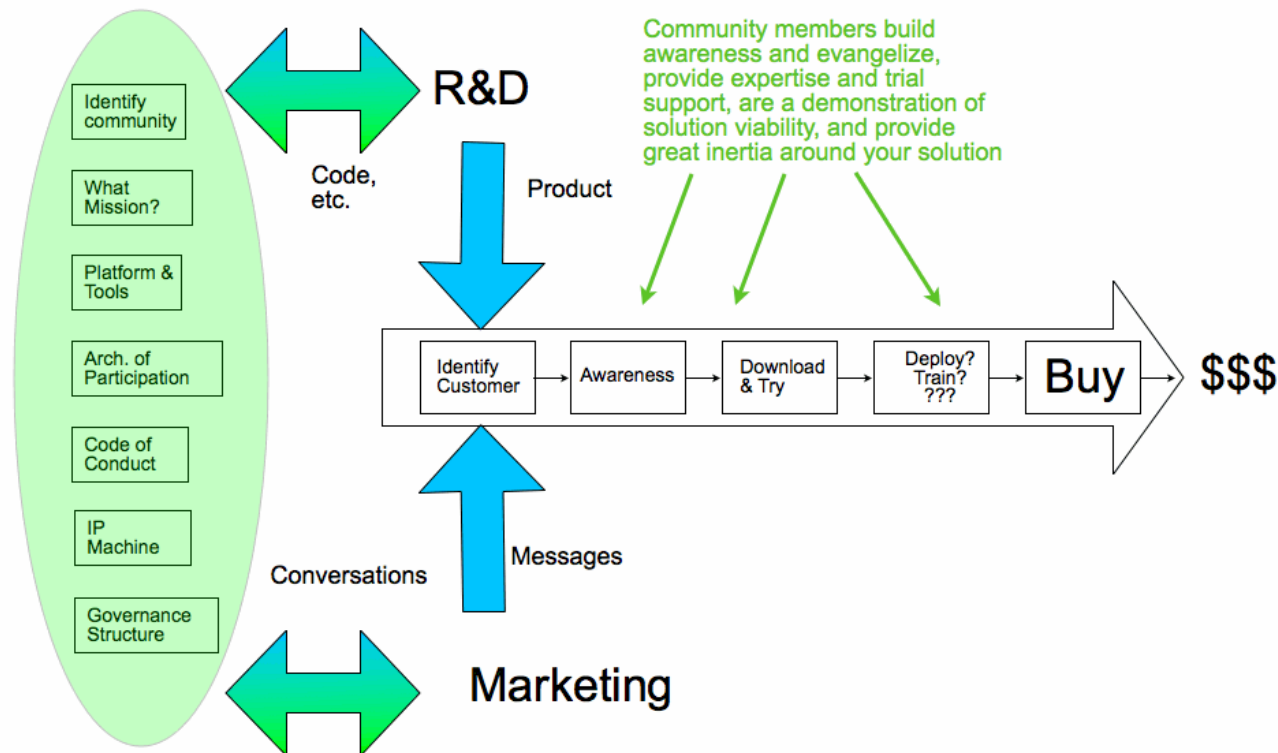 Identify
community
What
Mission?
Platform &
Tools
Arch. of
Participation
Code of
Conduct
IP
Machine
Governance
Structure
R&D
Code,
etc.
Product
Community members build
awareness and evangelize,
provide expertise and trial
support, are a demonstration of
solution viability, and provide
great inertia around your solution
Identify
Customer
Awareness
Download
& Try
Deploy?
Train?
???
Buy
$$$
Messages
Conversations
Marketing